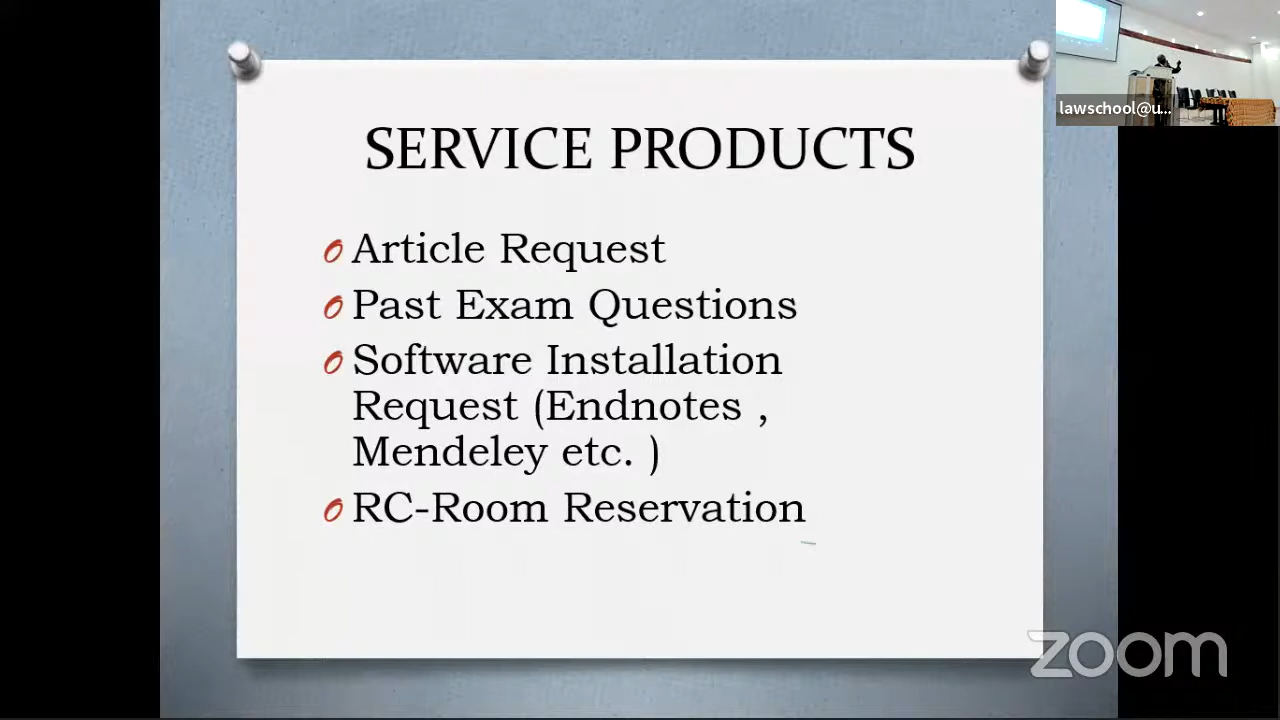 lawschool@u...
SERVICE PRODUCTS
Article Request
Past Exam Questions
Software Installation
Request (Endnotes ,
Mendeley etc. )
RC-Room Reservation
zoom